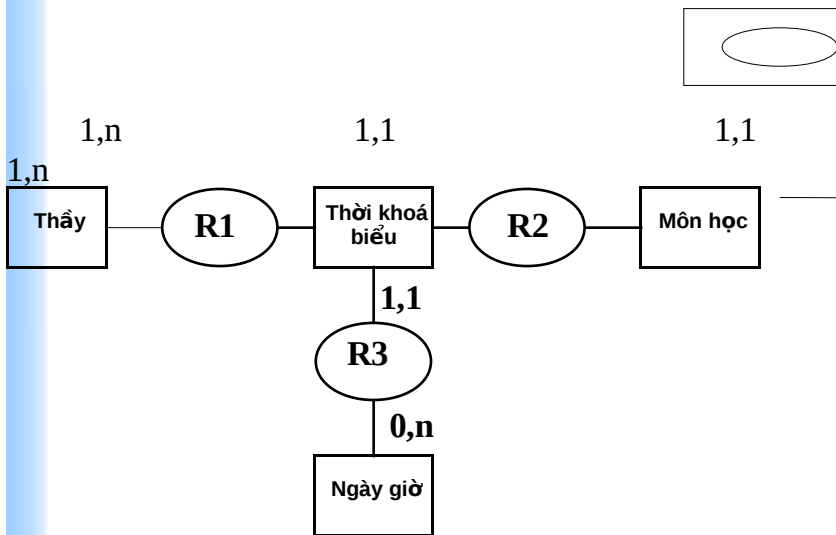 1,n
1,1
1,1
1,n
Thầy
R1
Thời khoá
biểu
R2
Môn học
1,1
R3
0,n
Ngày giờ